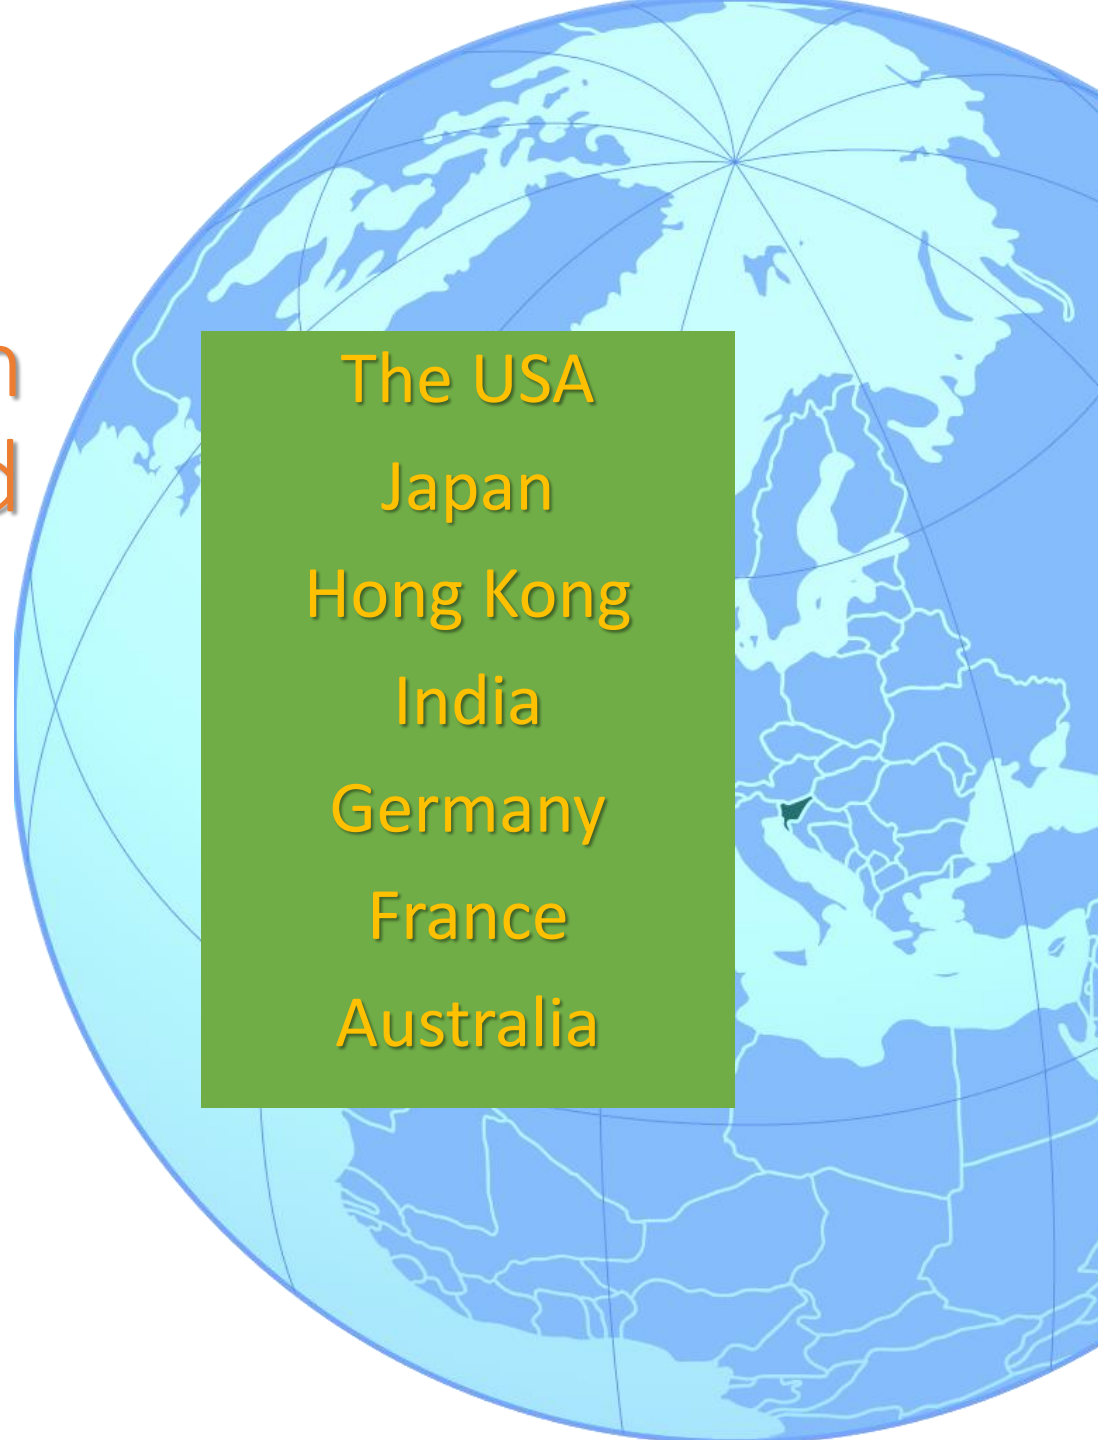 The USA
Japan
Hong Kong
India
Germany
France
Australia